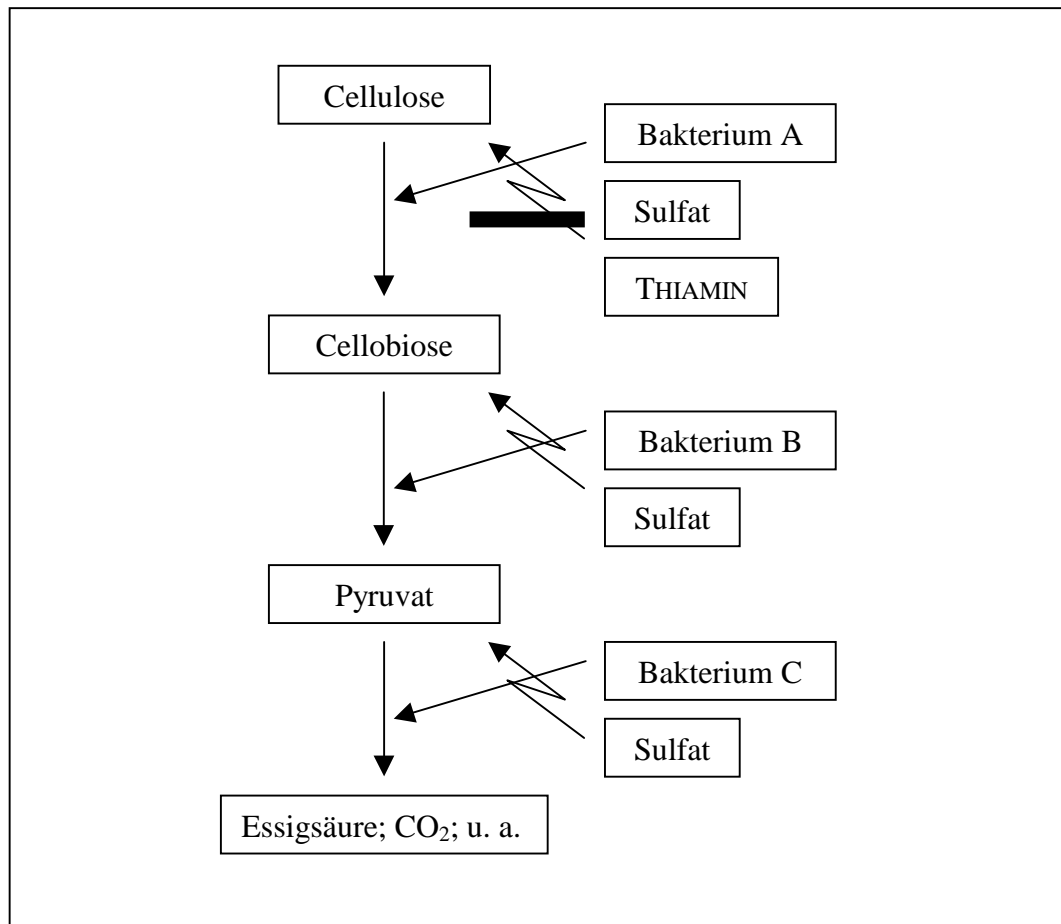 Cellulose
Bakterium A
Sulfat
THIAMIN
Cellobiose
Bakterium B
Sulfat
Pyruvat
Bakterium C
Sulfat
Essigsäure; CO₂; u. a.